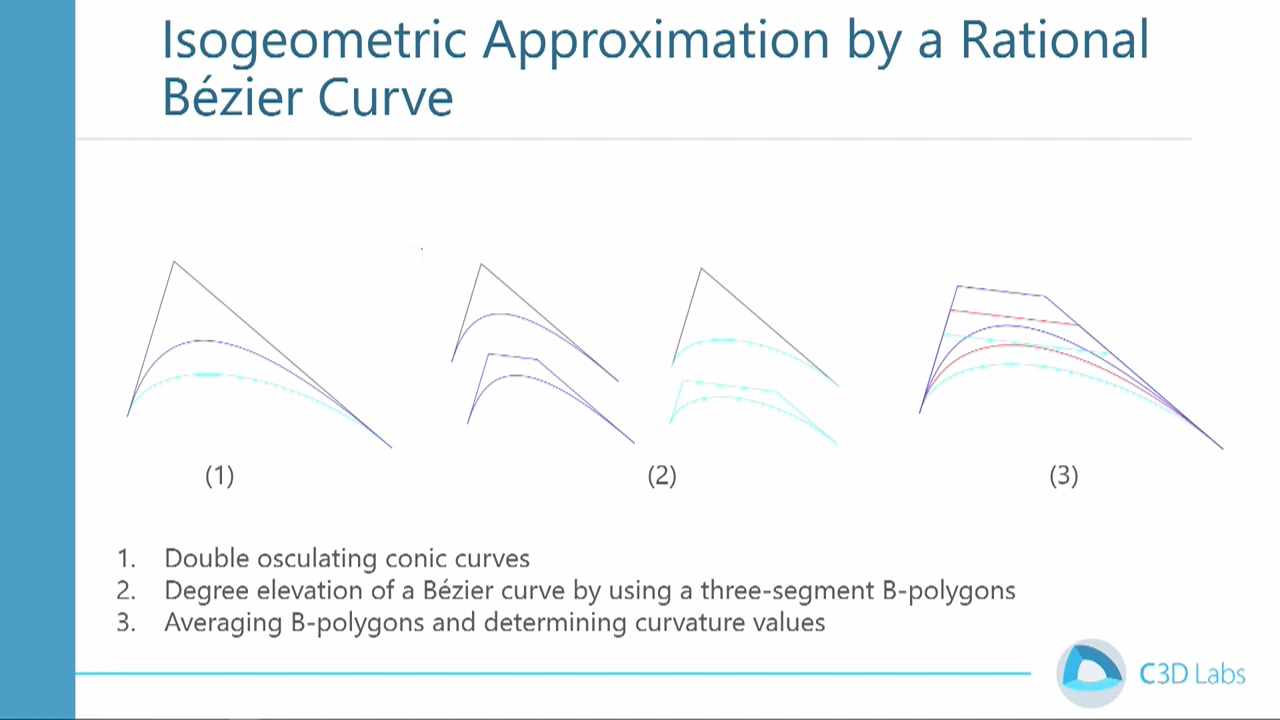 Isogeometric Approximation by a Rational
Bézier Curve
(1)
(2)
(3)
1. Double osculating conic curves
2. Degree elevation of a Bézier curve by using a three-segment B-polygons
3. Averaging B-polygons and determining curvature values
C3D Labs